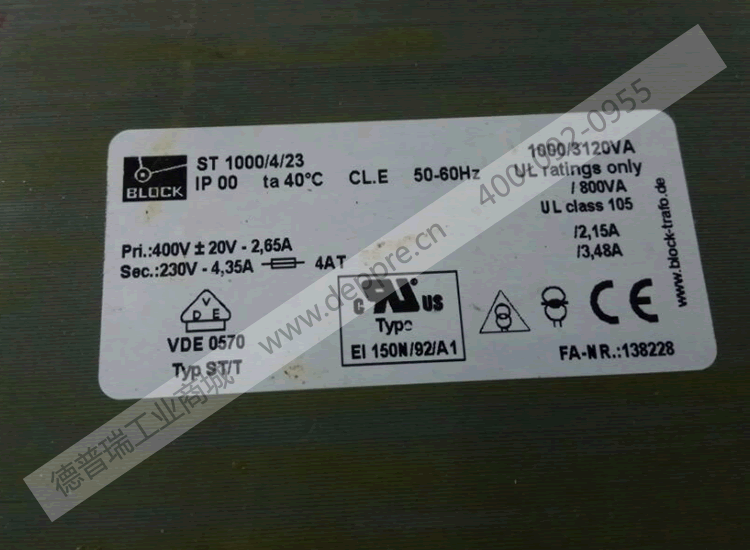 BLOCK
ST 1000/4/23
IP 00 ta 40°C CL.E 50-60Hz
1000/3120VA
UL ratings only
/ 800VA
UL class 105
Pri.:400V ± 20V - 2,65A
/2,15A
Sec.:230V - 4,35A 4AT
/3,48A
www.block-trafo.de
VDE
VDE 0570
Typ ST/T
c UR US
Type
EI 150N/92/A1
CE
FA-NR.:138228
德普瑞工业商城 www.deppre.cn 400-092-0955